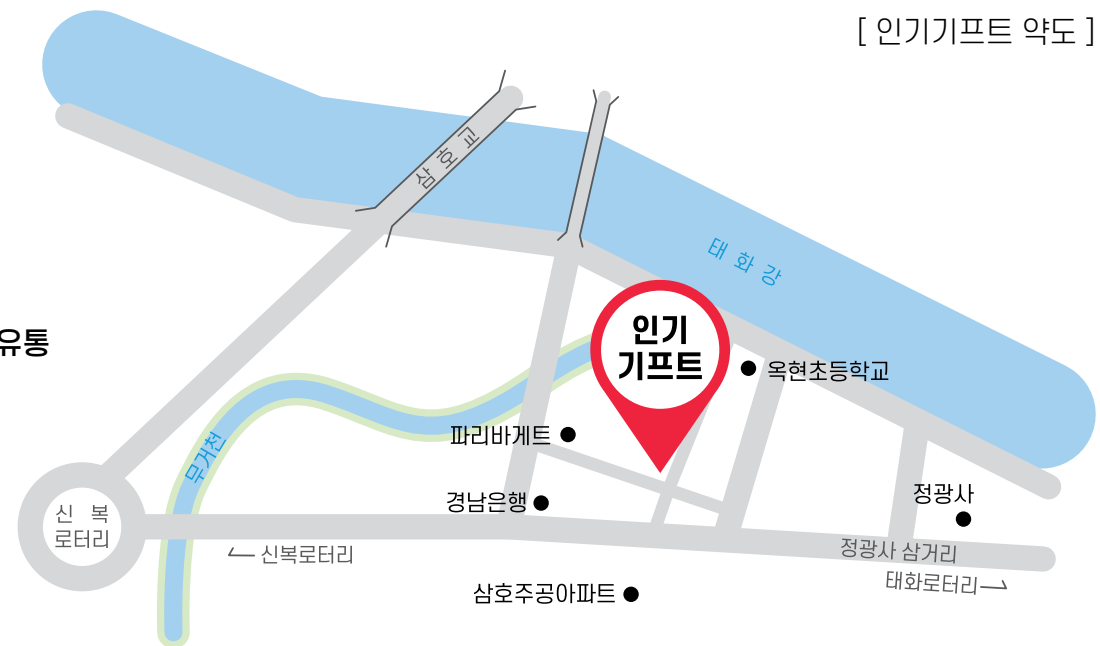 [ 인기기프트 약도 ]
삼호교
태화강
유통
인기
기프트
옥현초등학교
파리바게트
무거천
경남은행
정광사
신 복
로터리
신복로터리
정광사 삼거리
태화로터리
삼호주공아파트